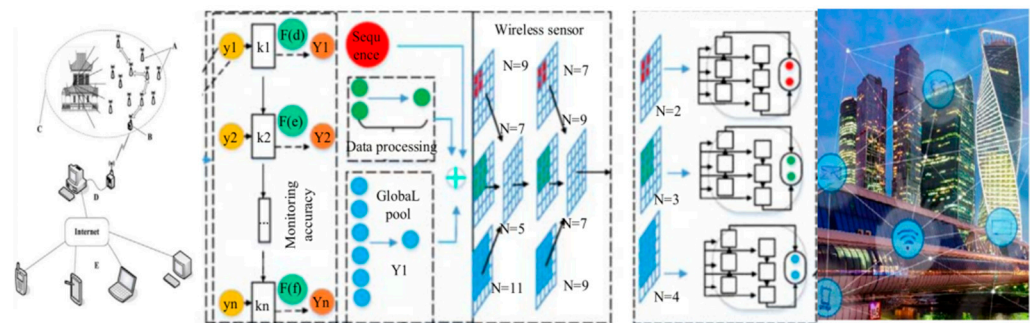 A
C
B
D
Internet
E
y1
k1
F(d)
Y1
y2
k2
F(e)
Y2
...
Monitoring
accuracy
yn
kn
F(f)
Yn
Sequ
ence
Data processing
GlobaL
pool
Y1
Wireless sensor
N=9
N=7
N=7
N=9
N=5
N=7
N=11
N=9
N=2
N=3
N=4